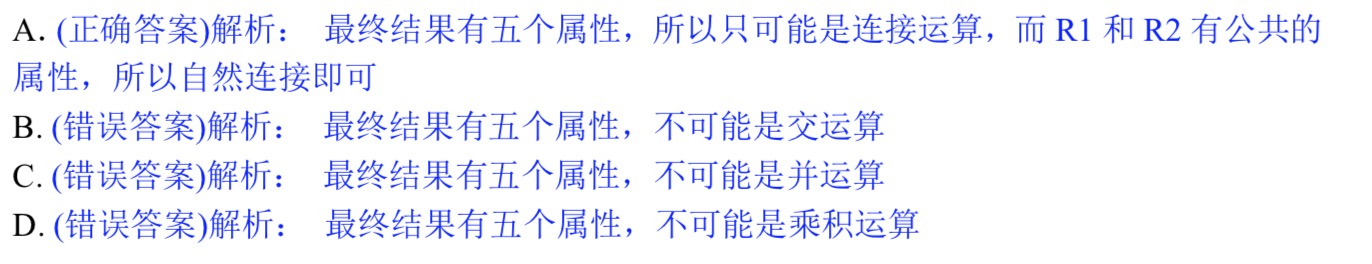 A. (正确答案)解析： 最终结果有五个属性，所以只可能是连接运算，而 R1 和 R2 有公共的
属性，所以自然连接即可
B. (错误答案)解析： 最终结果有五个属性，不可能是交运算
C. (错误答案)解析： 最终结果有五个属性，不可能是并运算
D. (错误答案)解析： 最终结果有五个属性，不可能是乘积运算